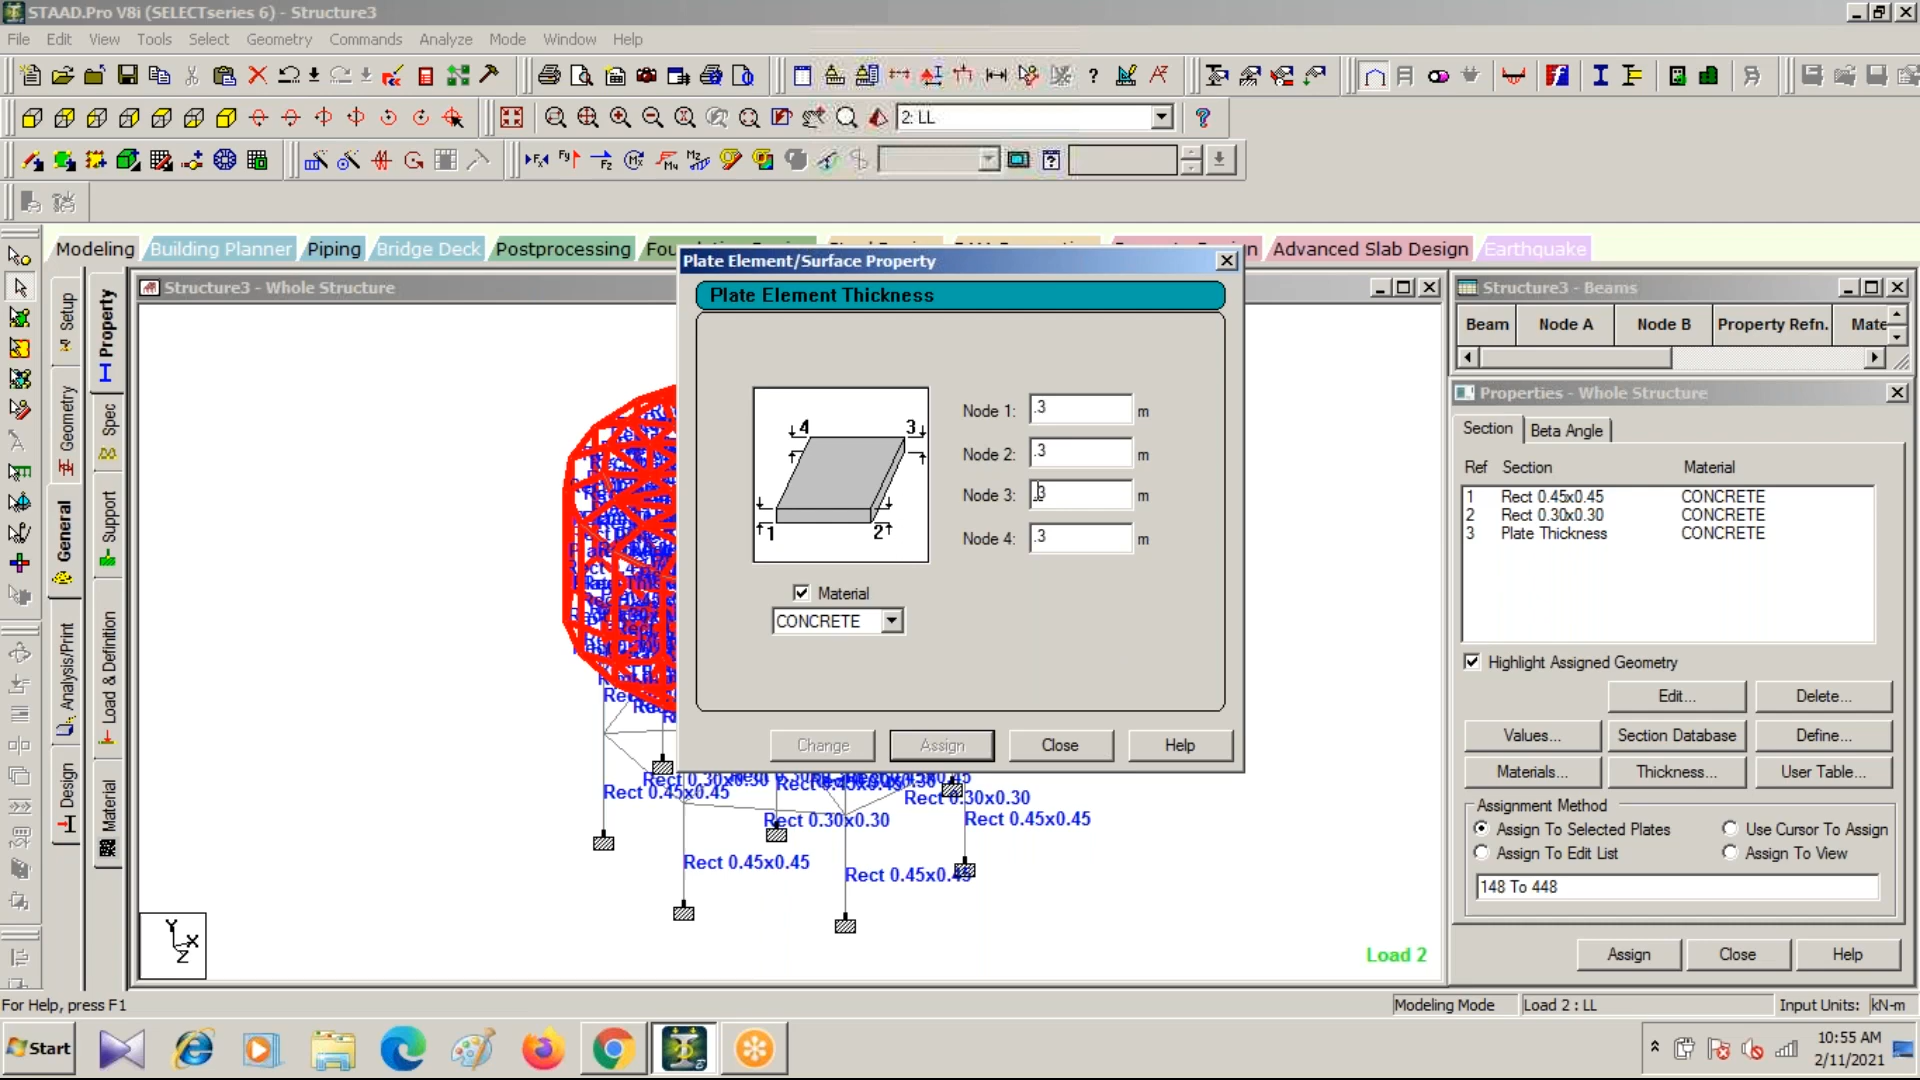 STAAD.Pro V8i (SELECTseries 6) - Structure3
File Edit View Tools Select Geometry Commands Analyze Mode Window Help
2: LL
Modeling Building Planner Piping Bridge Deck Postprocessing Advanced Slab Design Earthquake
Structure3 - Whole Structure
Setup
Geometry
General
Analysis/Print
Design
Property
Spec
Support
Load & Definition
Material
Plate Element/Surface Property
Plate Element Thickness
4 3
1 2
Node 1: .3 m
Node 2: .3 m
Node 3: .3 m
Node 4: .3 m
Material
CONCRETE
Change Assign Close Help
Rect 0.30x0.30
Rect 0.45x0.45
Rect 0.30x0.30
Rect 0.45x0.45
Rect 0.30x0.30
Rect 0.45x0.45
Rect 0.45x0.45
Y
X
Z
Load 2
Structure3 - Beams
Beam Node A Node B Property Refn. Mate
Properties - Whole Structure
Section Beta Angle
Ref Section Material
1 Rect 0.45x0.45 CONCRETE
2 Rect 0.30x0.30 CONCRETE
3 Plate Thickness CONCRETE
Highlight Assigned Geometry
Edit... Delete...
Values... Section Database Define...
Materials... Thickness... User Table...
Assignment Method
Assign To Selected Plates Use Cursor To Assign
Assign To Edit List Assign To View
148 To 448
Assign Close Help
For Help, press F1
Modeling Mode Load 2 : LL Input Units: kN-m
Start
10:55 AM
2/11/2021